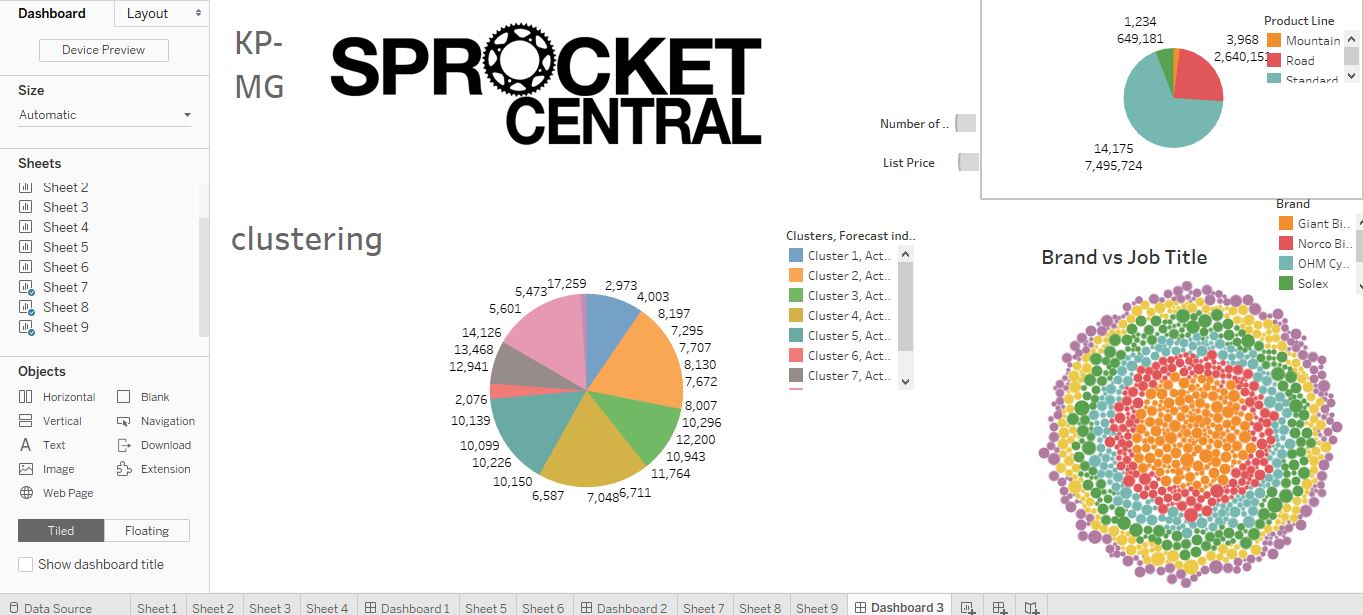 Dashboard
Layout
Device Preview
Size
Automatic
Sheets
Sheet 2
Sheet 3
Sheet 4
Sheet 5
Sheet 6
Sheet 7
Sheet 8
Sheet 9
Objects
Horizontal
Blank
Vertical
Navigation
Text
Download
Image
Extension
Web Page
Tiled
Floating
Show dashboard title
KP-
MG
SPROCKET
CENTRAL
Number of ..
List Price
1,234
649,181
3,968
2,640,151
14,175
7,495,724
Product Line
Mountain
Road
Standard
clustering
17,259
2,973
5,473
4,003
5,601
8,197
7,295
14,126
7,707
13,468
8,130
12,941
7,672
2,076
8,007
10,139
10,296
12,200
10,099
10,943
10,226
11,764
10,150
6,711
6,587
7,048
Clusters, Forecast ind..
Cluster 1, Act..
Cluster 2, Act..
Cluster 3, Act..
Cluster 4, Act..
Cluster 5, Act..
Cluster 6, Act..
Cluster 7, Act..
Brand
Giant Bi..
Norco Bi..
OHM Cy..
Solex
Brand vs Job Title
Data Source
Sheet 1
Sheet 2
Sheet 3
Sheet 4
Dashboard 1
Sheet 5
Sheet 6
Dashboard 2
Sheet 7
Sheet 8
Sheet 9
Dashboard 3